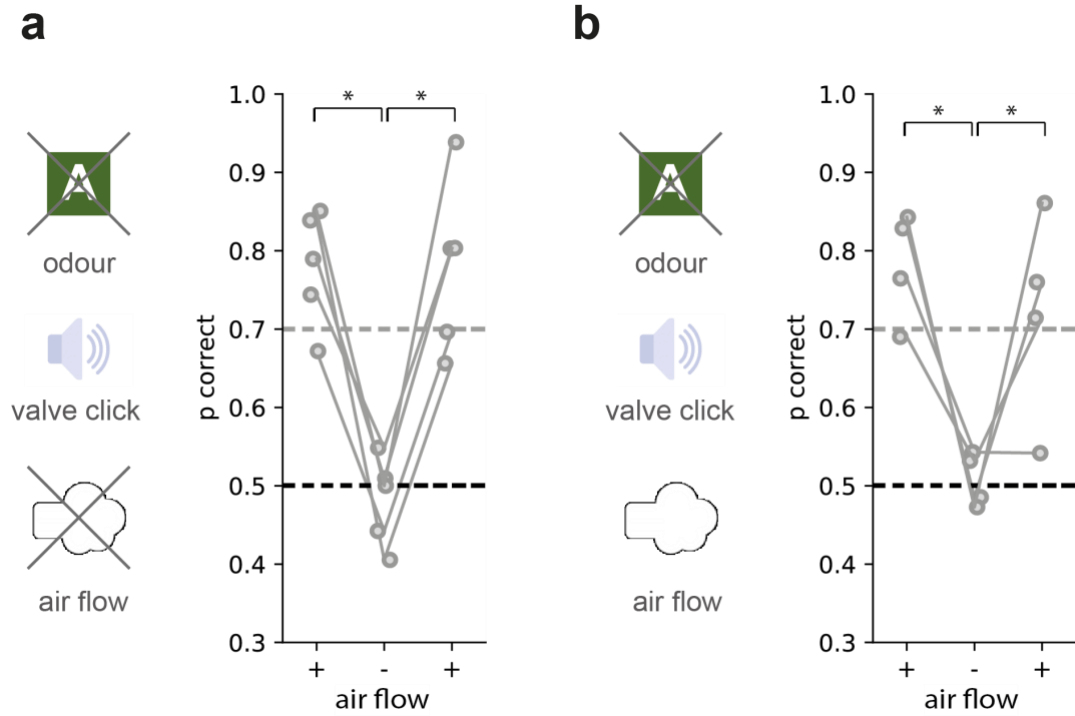 a
A
odour
valve click
air flow
p correct
1.0
0.9
0.8
0.7
0.6
0.5
0.4
0.3
* *
+ - +
air flow
b
A
odour
valve click
air flow
p correct
1.0
0.9
0.8
0.7
0.6
0.5
0.4
0.3
* *
+ - +
air flow